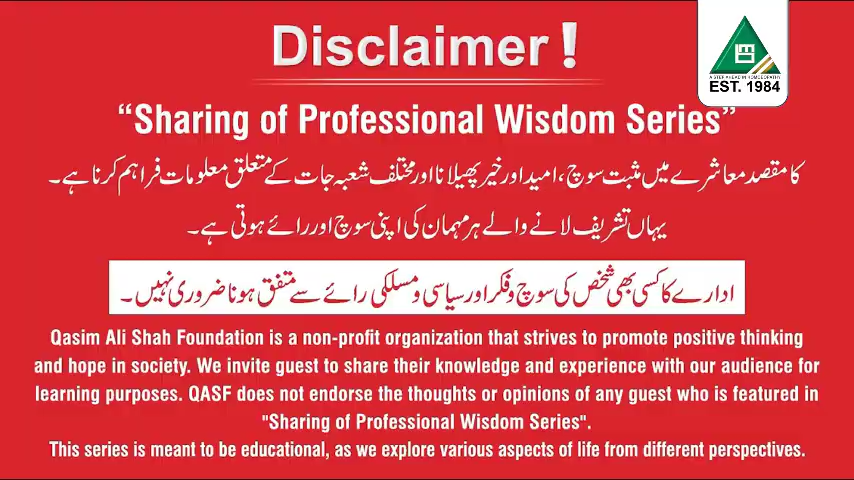 Disclaimer!
A STEP AHEAD IN HOMOEOPATHY
EST. 1984
“Sharing of Professional Wisdom Series”
کا مقصد معاشرے میں مثبت سوچ، امید اور خیر پھیلانا اور مختلف شعبہ جات کے متعلق معلومات فراہم کرنا ہے۔
یہاں تشریف لانے والے ہر مہمان کی اپنی سوچ اور رائے ہوتی ہے۔
ادارے کا کسی بھی شخص کی سوچ و فکر اور سیاسی و مسلکی رائے سے متفق ہونا ضروری نہیں۔
Qasim Ali Shah Foundation is a non-profit organization that strives to promote positive thinking
and hope in society. We invite guest to share their knowledge and experience with our audience for
learning purposes. QASF does not endorse the thoughts or opinions of any guest who is featured in
"Sharing of Professional Wisdom Series".
This series is meant to be educational, as we explore various aspects of life from different perspectives.